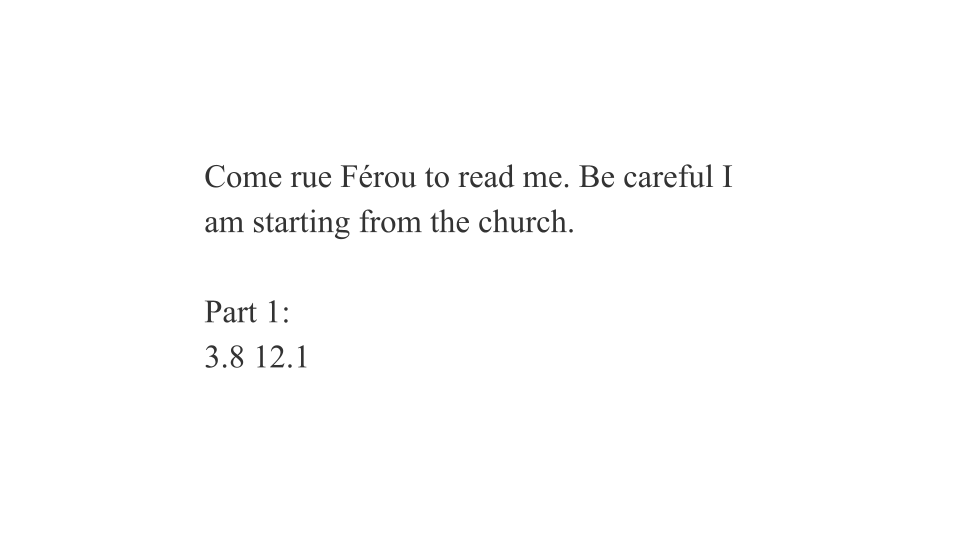 Come rue Férou to read me. Be careful I
am starting from the church.
Part 1:
3.8 12.1